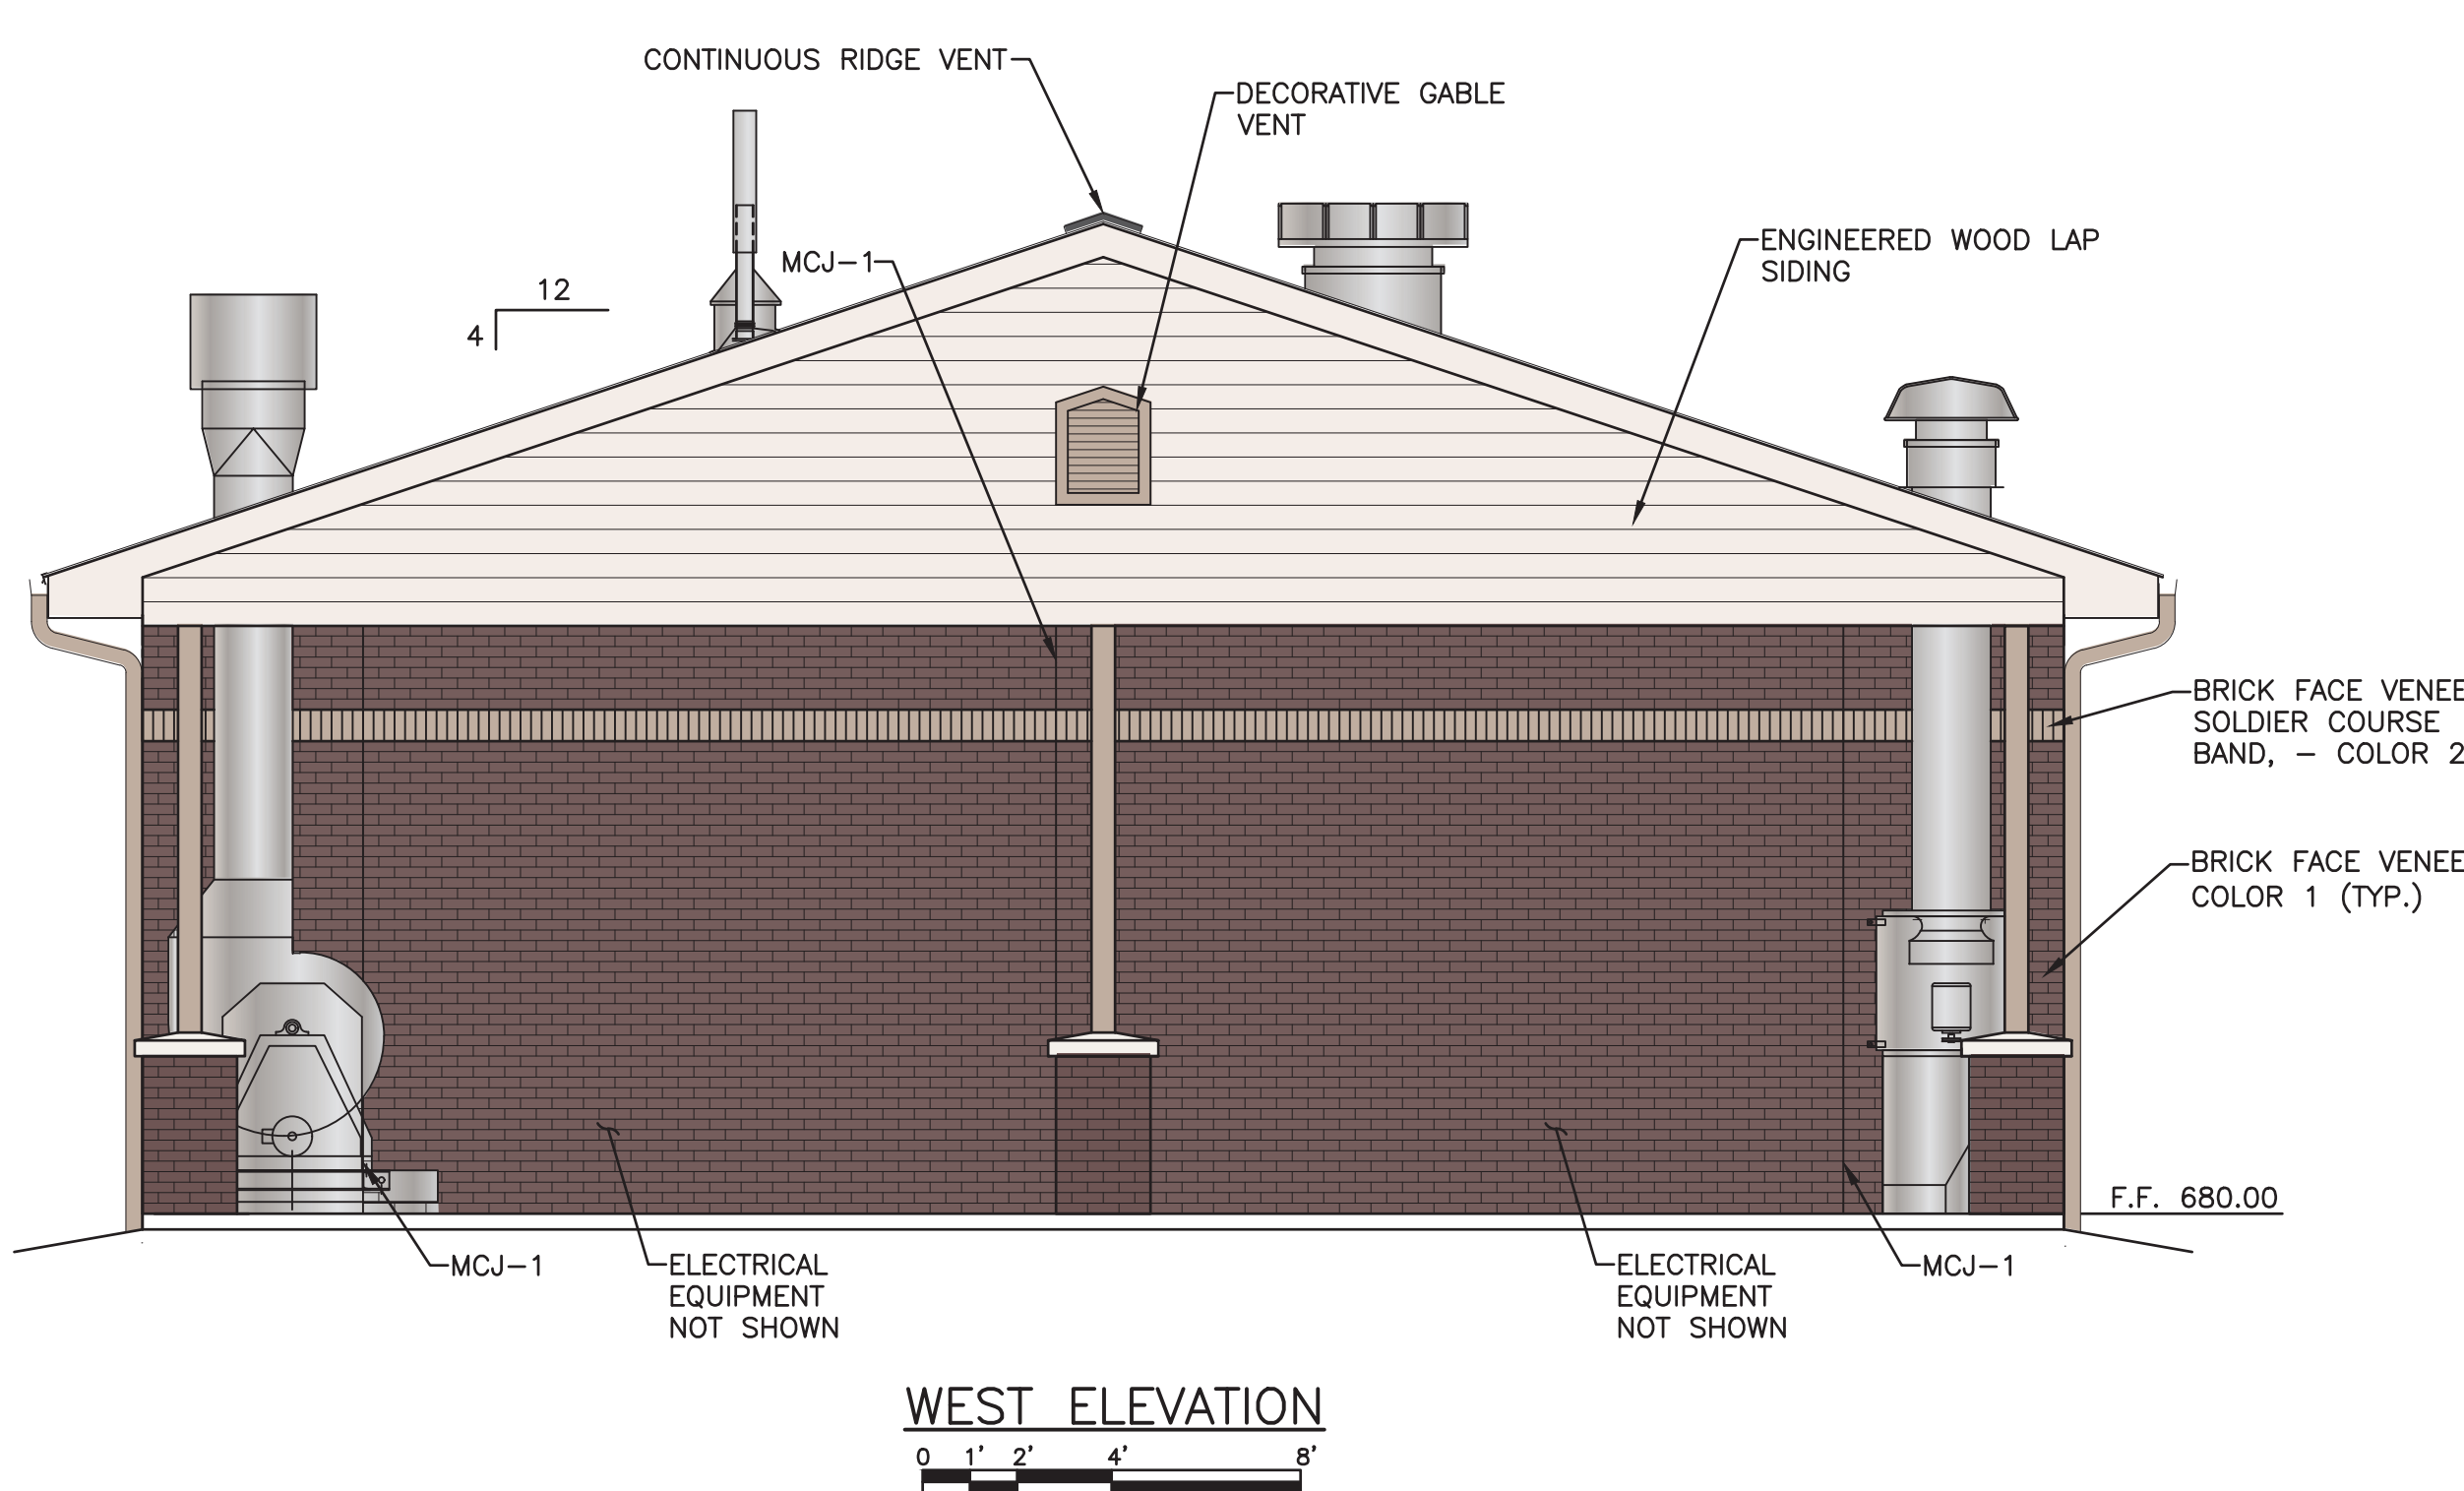 CONTINUOUS RIDGE VENT
DECORATIVE GABLE
VENT
MCJ-1
ENGINEERED WOOD LAP
SIDING
12
4
BRICK FACE VENEE
SOLDIER COURSE
BAND, - COLOR 2
BRICK FACE VENEE
COLOR 1 (TYP.)
F.F. 680.00
MCJ-1
ELECTRICAL
EQUIPMENT
NOT SHOWN
ELECTRICAL
EQUIPMENT
NOT SHOWN
MCJ-1
WEST ELEVATION
0 1' 2' 4' 8'